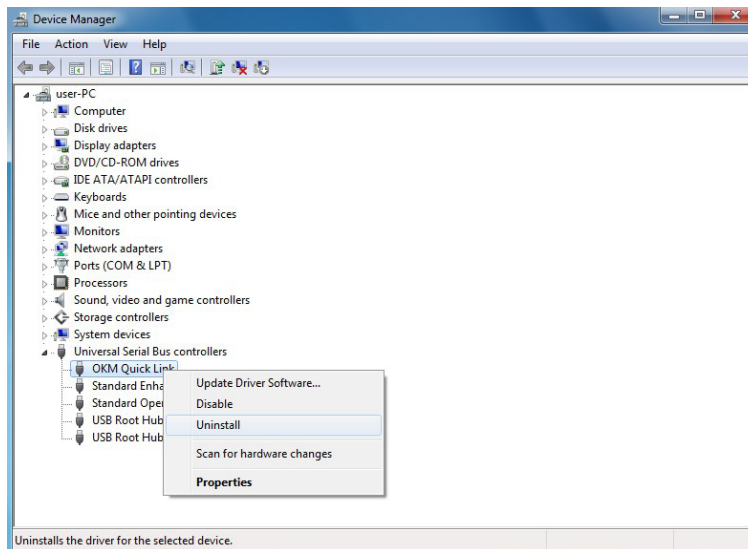 Device Manager
File Action View Help
user-PC
Computer
Disk drives
Display adapters
DVD/CD-ROM drives
IDE ATA/ATAPI controllers
Keyboards
Mice and other pointing devices
Monitors
Network adapters
Ports (COM & LPT)
Processors
Sound, video and game controllers
Storage controllers
System devices
Universal Serial Bus controllers
OKM Quick Link
Standard Enha
Standard Ope
USB Root Hub
USB Root Hub
Update Driver Software...
Disable
Uninstall
Scan for hardware changes
Properties
Uninstalls the driver for the selected device.